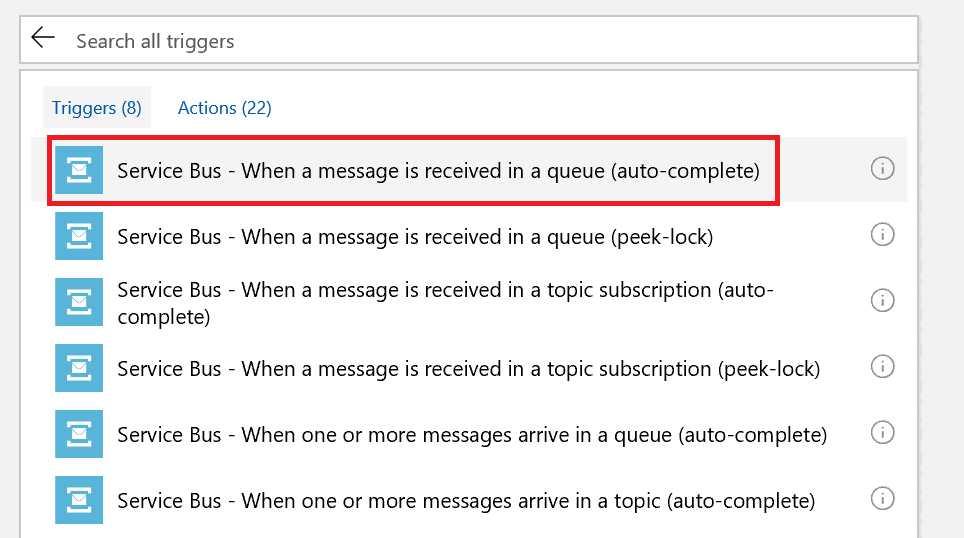 Search all triggers
Triggers (8) Actions (22)
Service Bus - When a message is received in a queue (auto-complete)
Service Bus - When a message is received in a queue (peek-lock)
Service Bus - When a message is received in a topic subscription (auto-
complete)
Service Bus - When a message is received in a topic subscription (peek-lock)
Service Bus - When one or more messages arrive in a queue (auto-complete)
Service Bus - When one or more messages arrive in a topic (auto-complete)